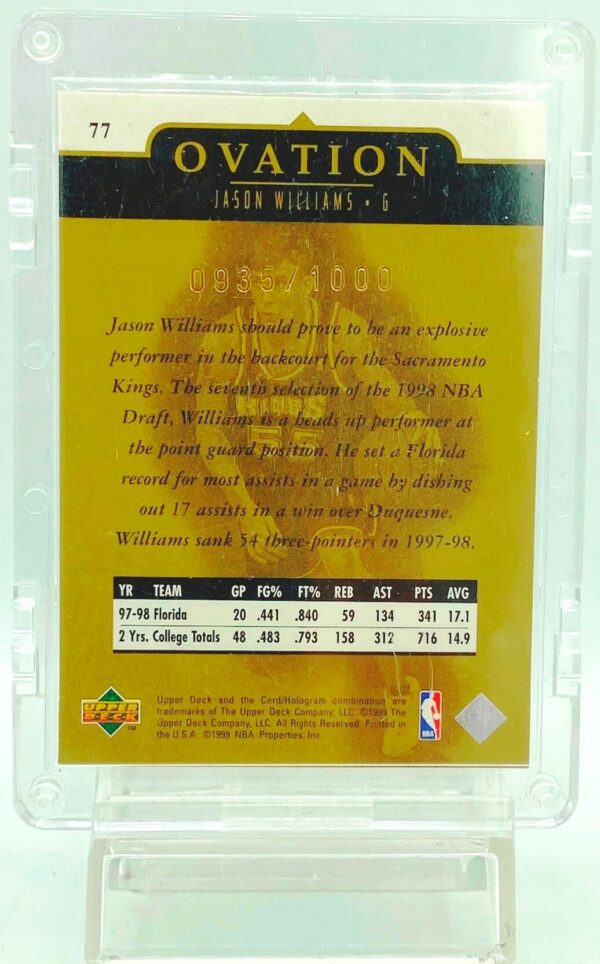 77
OVATION
JASON WILLIAMS • G
0935/1000
Jason Williams should prove to be an explosive
performer in the backcourt for the Sacramento
Kings. The seventh selection of the 1998 NBA
Draft, Williams is a heads up performer at
the point guard position. He set a Florida
record for most assists in a game by dishing
out 17 assists in a win over Duquesne.
Williams sank 54 three-pointers in 1997-98.
KINGS
55
YR TEAM GP FG% FT% REB AST PTS AVG
97-98 Florida 20 .441 .840 59 134 341 17.1
2 Yrs. College Totals 48 .483 .793 158 312 716 14.9
UPPER
DECK
TM
Upper Deck and the Card/Hologram combination are
trademarks of The Upper Deck Company, LLC. ©1999 The
Upper Deck Company, LLC. All Rights Reserved. Printed in
the U.S.A. ©1999 NBA Properties, Inc.
NBA